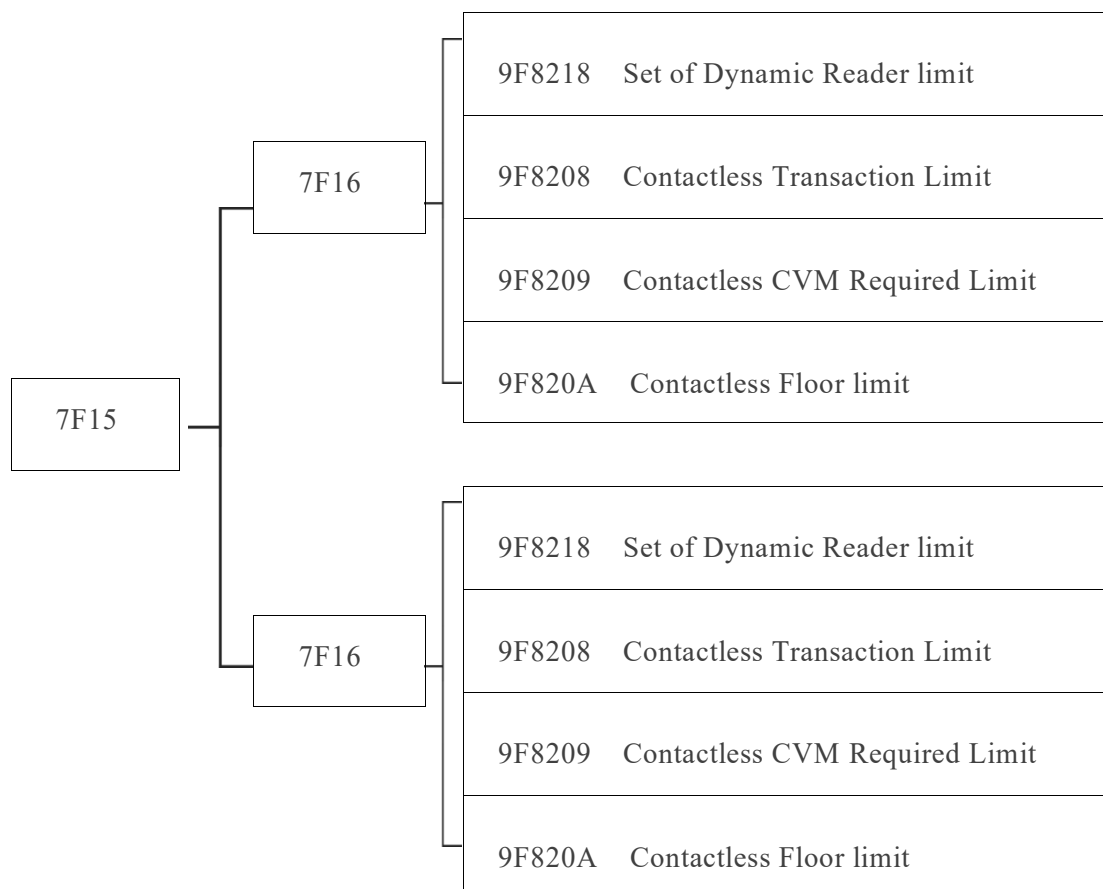 9F8218 Set of Dynamic Reader limit
7F16
9F8208 Contactless Transaction Limit
9F8209 Contactless CVM Required Limit
9F820A Contactless Floor limit
7F15
9F8218 Set of Dynamic Reader limit
7F16
9F8208 Contactless Transaction Limit
9F8209 Contactless CVM Required Limit
9F820A Contactless Floor limit